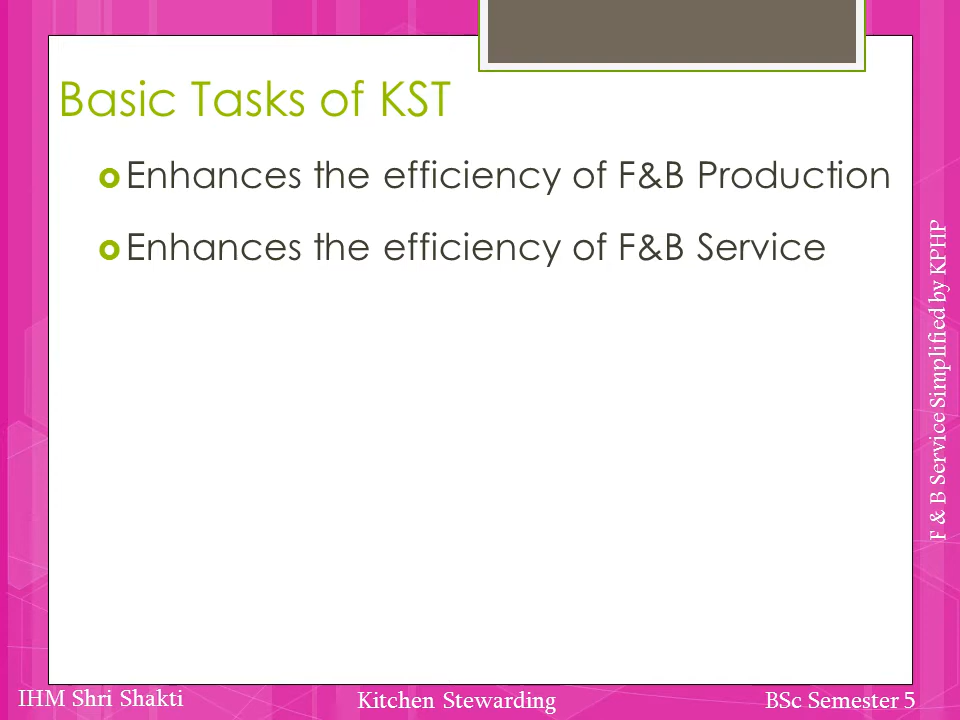 Basic Tasks of KST
Enhances the efficiency of F&B Production
Enhances the efficiency of F&B Service
F & B Service Simplified by KPHP
IHM Shri Shakti
Kitchen Stewarding
BSc Semester 5